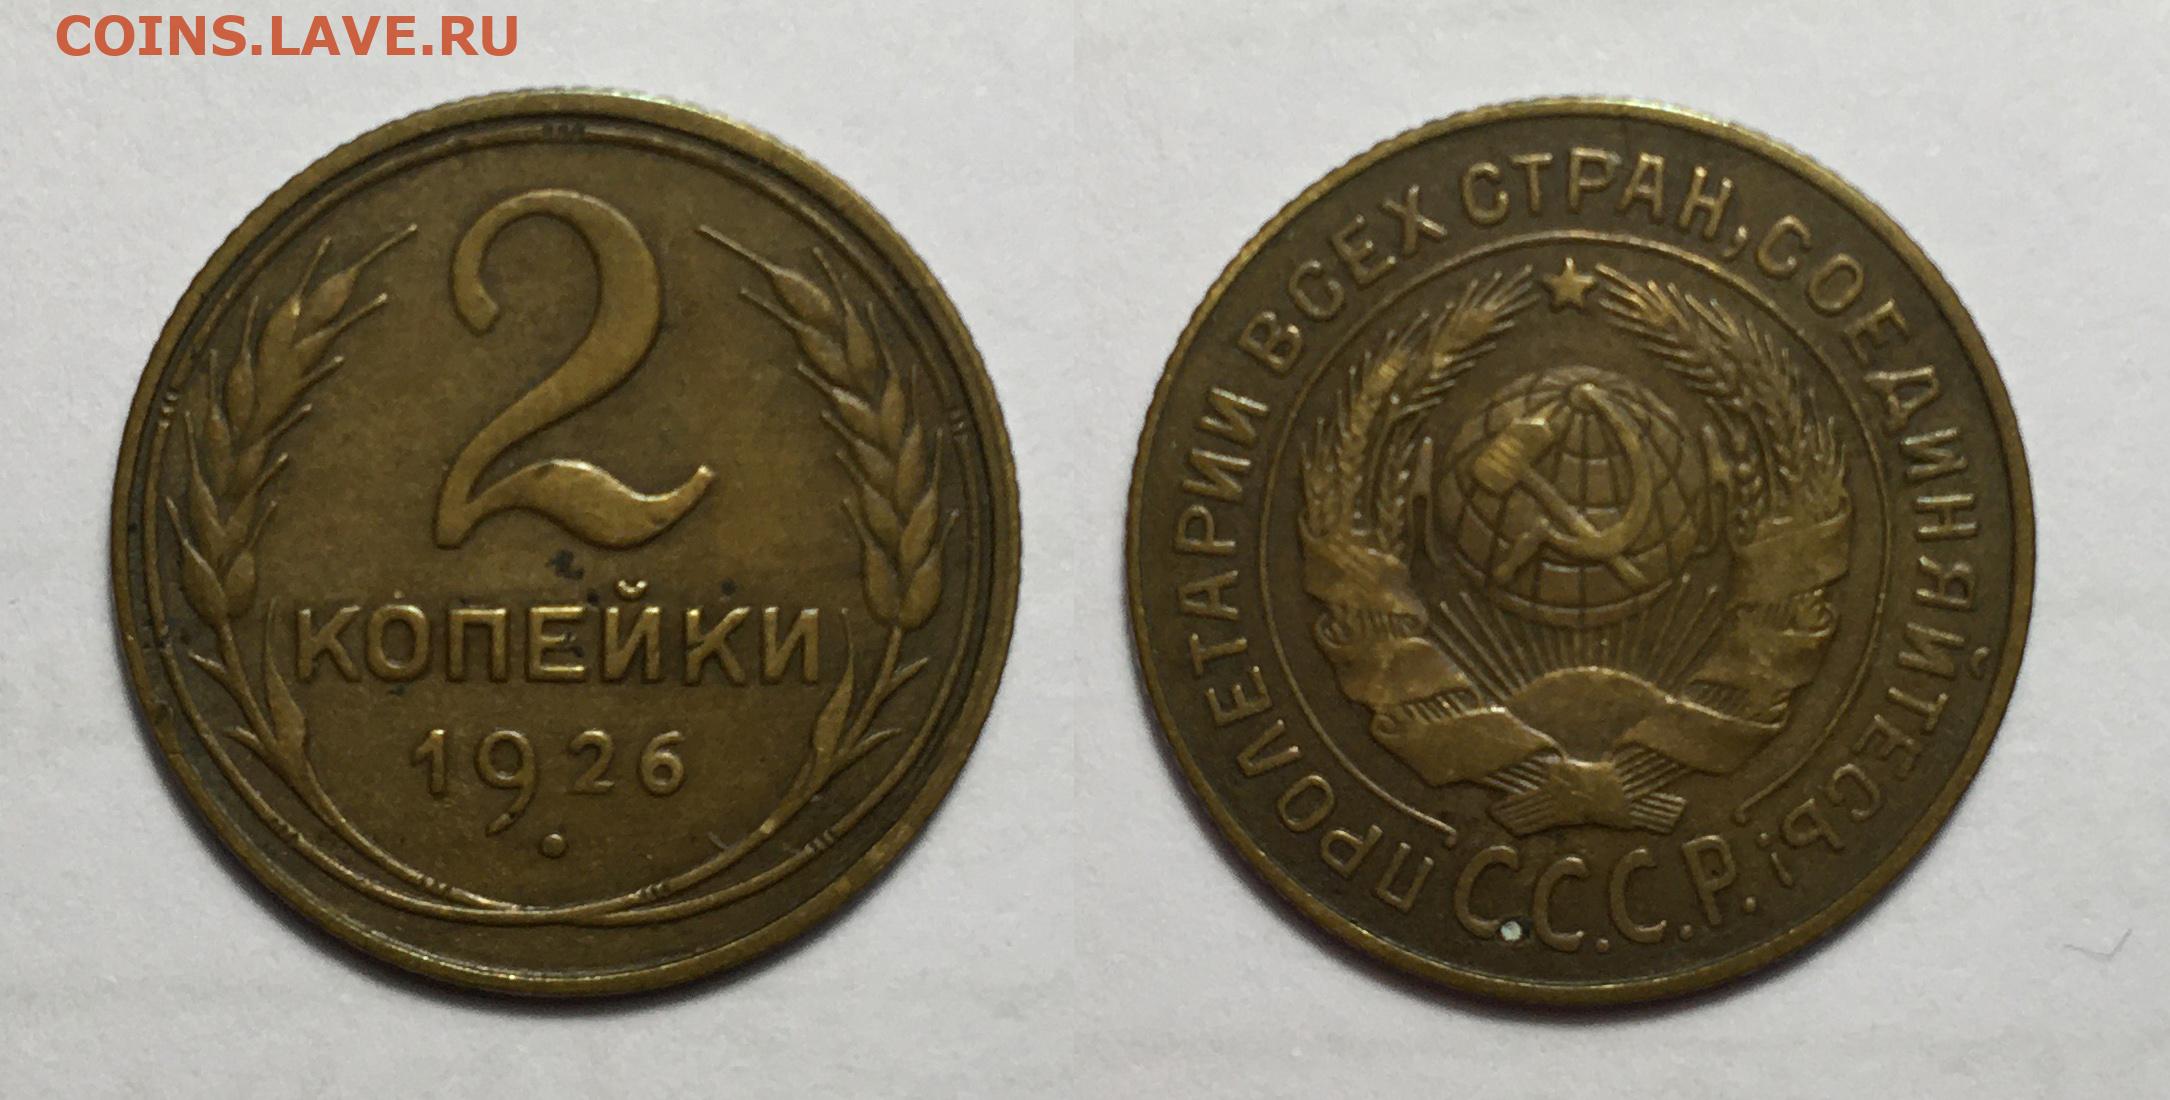 COINS.LAVE.RU
2
КОПЕЙКИ
1926
ПРОЛЕТАРИИ ВСЕХ СТРАН, СОЕДИНЯЙТЕСЬ!
С.С.С.Р.